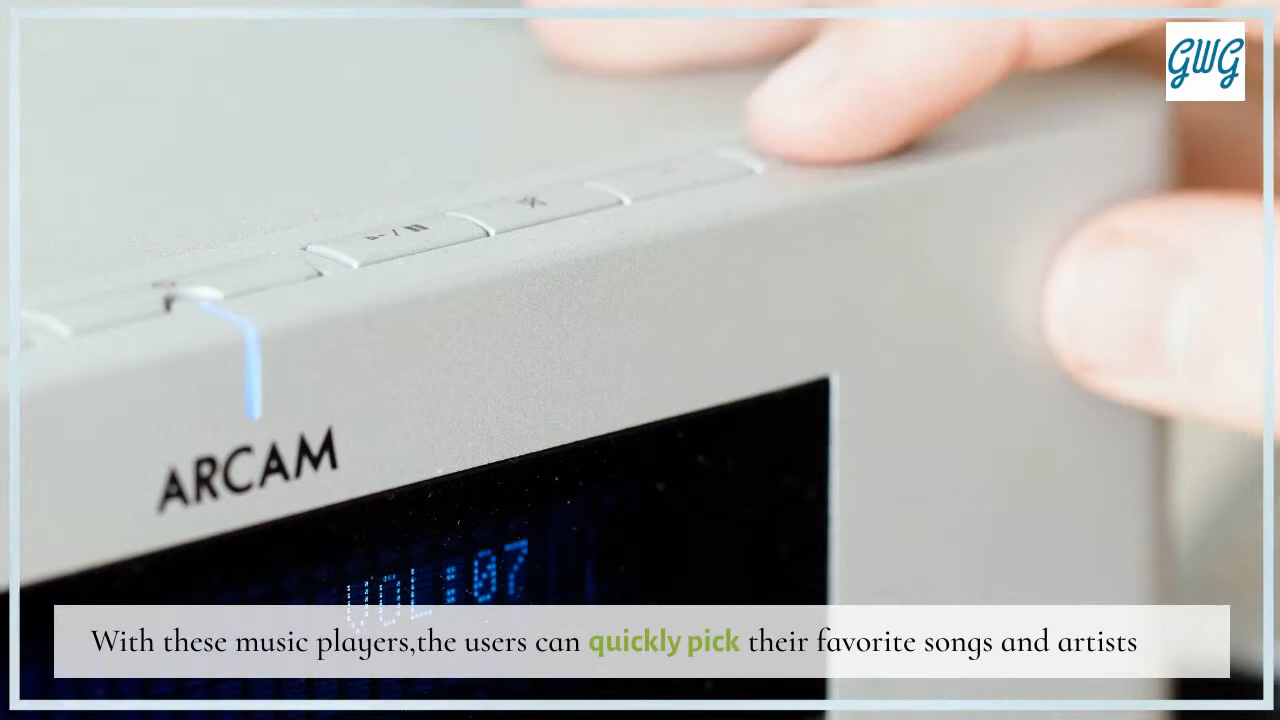 GWG
ARCAM
VOL:07
With these music players,the users can quickly pick their favorite songs and artists